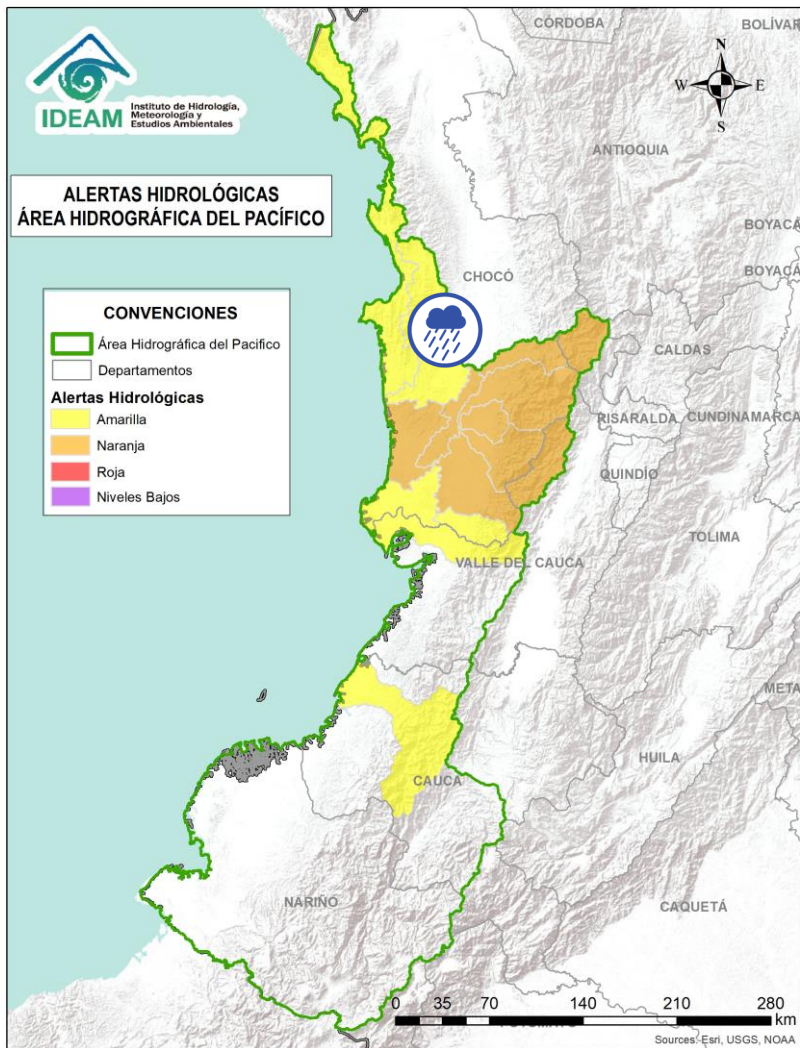 CÓRDOBA
BOLÍVAR
N
W
E
S
IDEAM
Instituto de Hidrología,
Meteorología y
Estudios Ambientales
ANTIOQUIA
ALERTAS HIDROLÓGICAS
ÁREA HIDROGRÁFICA DEL PACÍFICO
BOYACÁ
BOYACÁ
CHOCÓ
CONVENCIONES
Área Hidrográfica del Pacifico
Departamentos
Alertas Hidrológicas
Amarilla
Naranja
Roja
Niveles Bajos
CALDAS
RISARALDA
CUNDINAMARCA
QUINDÍO
TOLIMA
VALLE DEL CAUCA
META
HUILA
CAUCA
NARIÑO
CAQUETÁ
0 35 70 140 210 280
km
Sources: Esri, USGS, NOAA